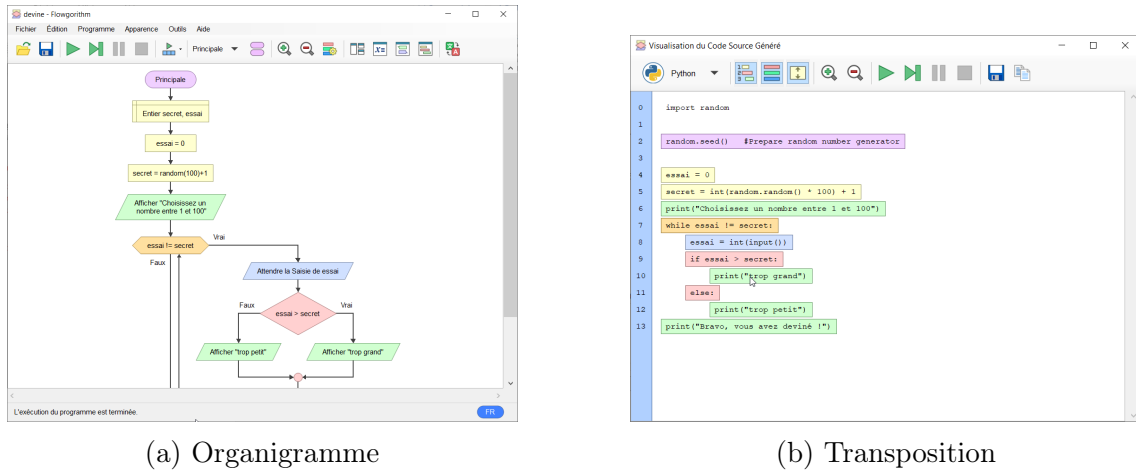 devine - Flowgorithm
Fichier Édition Programme Apparence Outils Aide
Principale
Principale
Entier secret, essai
essai = 0
secret = random(100)+1
Afficher "Choisissez un
nombre entre 1 et 100"
essai != secret
Vrai
Faux
Attendre la Saisie de essai
Faux
essai > secret
Vrai
Afficher "trop petit"
Afficher "trop grand"
L'exécution du programme est terminée.
FR
(a) Organigramme
Visualisation du Code Source Généré
Python
0 import random
1
2 random.seed() #Prepare random number generator
3
4 essai = 0
5 secret = int(random.random() * 100) + 1
6 print("Choisissez un nombre entre 1 et 100")
7 while essai != secret:
8 essai = int(input())
9 if essai > secret:
10 print("trop grand")
11 else:
12 print("trop petit")
13 print("Bravo, vous avez deviné !")
(b) Transposition